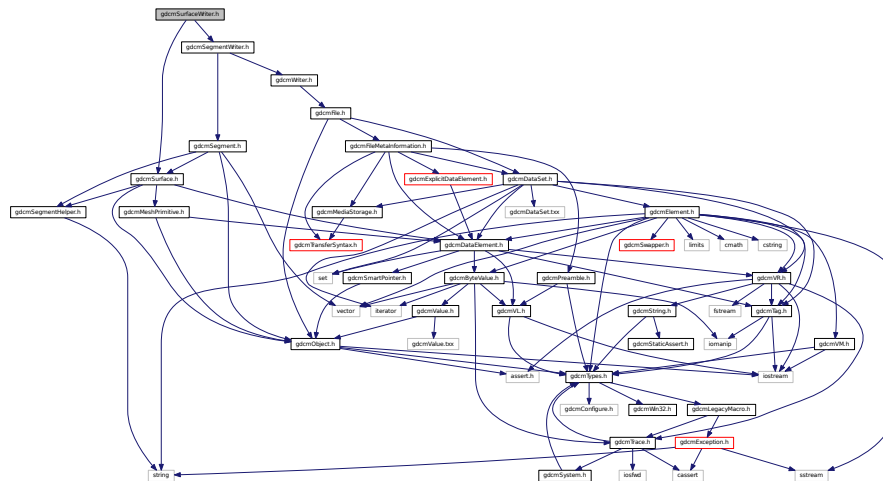 gdcmSurfaceWriter.h
gdcmSegmentWriter.h
gdcmWriter.h
gdcmFile.h
gdcmSegment.h
gdcmFileMetaInformation.h
gdcmSurface.h
gdcmExplicitDataElement.h
gdcmDataSet.h
gdcmSegmentHelper.h
gdcmMeshPrimitive.h
gdcmMediaStorage.h
gdcmDataSet.txx
gdcmElement.h
gdcmTransferSyntax.h
gdcmDataElement.h
gdcmSwapper.h
limits
cmath
cstring
set
gdcmSmartPointer.h
gdcmByteValue.h
gdcmPreamble.h
gdcmVR.h
vector
iterator
gdcmValue.h
gdcmVL.h
gdcmString.h
fstream
gdcmTag.h
gdcmObject.h
gdcmValue.txx
gdcmStaticAssert.h
iomanip
gdcmVM.h
assert.h
gdcmTypes.h
iostream
gdcmConfigure.h
gdcmWin32.h
gdcmLegacyMacro.h
gdcmTrace.h
gdcmException.h
string
gdcmSystem.h
iosfwd
cassert
sstream